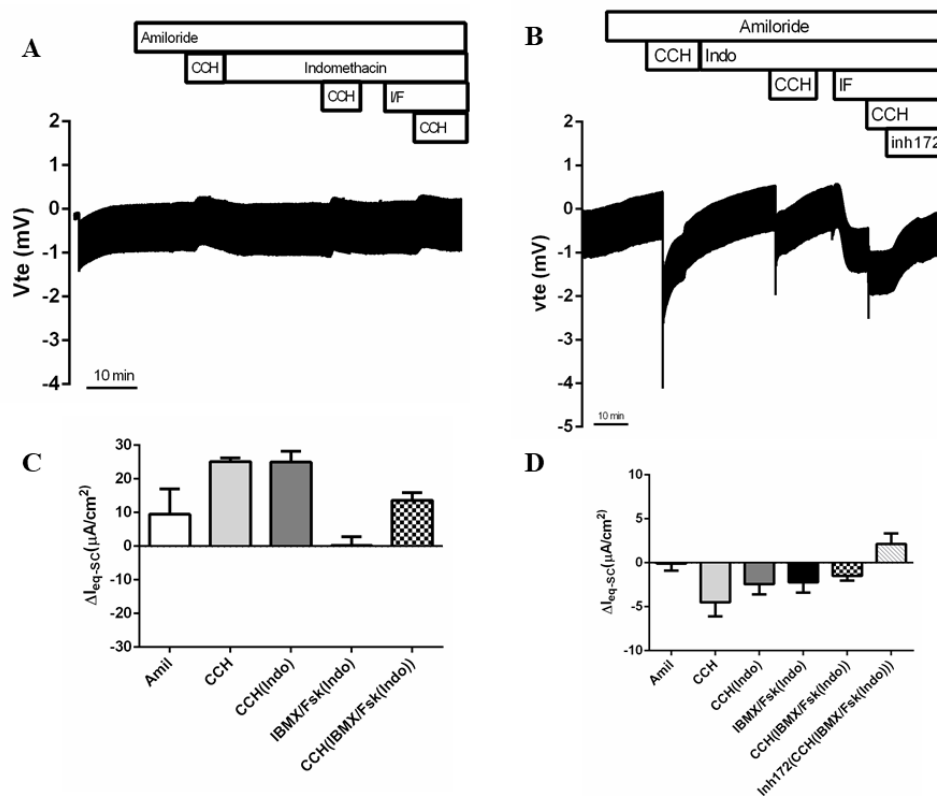 A
Amiloride
CCH
Indomethacin
CCH
I/F
CCH
2
1
0
-1
-2
-3
-4
Vte (mV)
10 min
B
Amiloride
CCH
Indo
CCH
IF
CCH
inh172
2
1
0
-1
-2
-3
-4
-5
vte (mV)
10 min
C
30
20
10
0
-10
-20
-30
ΔIeq-SC(µA/cm2)
Amil
CCH
CCH(Indo)
IBMX/Fsk(Indo)
CCH(IBMX/Fsk(Indo))
D
10
5
0
-5
-10
ΔIeq-SC(µA/cm2)
Amil
CCH
CCH(Indo)
IBMX/Fsk(Indo)
CCH(IBMX/Fsk(Indo))
Inh172(CCH(IBMX/Fsk(Indo)))